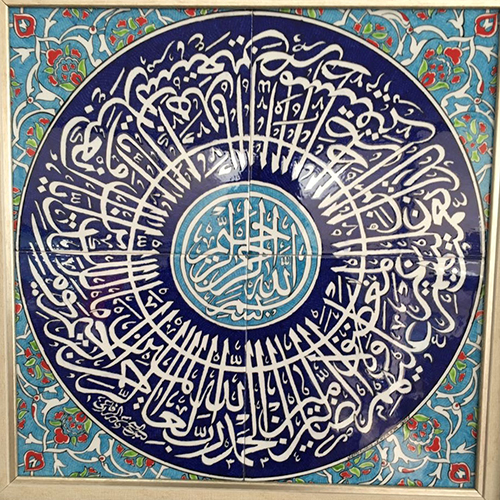 بسم الله الرحمن الرحيم
الحمد لله رب العالمين الرحمن الرحيم مالك يوم الدين إياك نعبد وإياك نستعين اهدنا الصراط المستقيم صراط الذين أنعمت عليهم غير المغضوب عليهم ولا الضالين